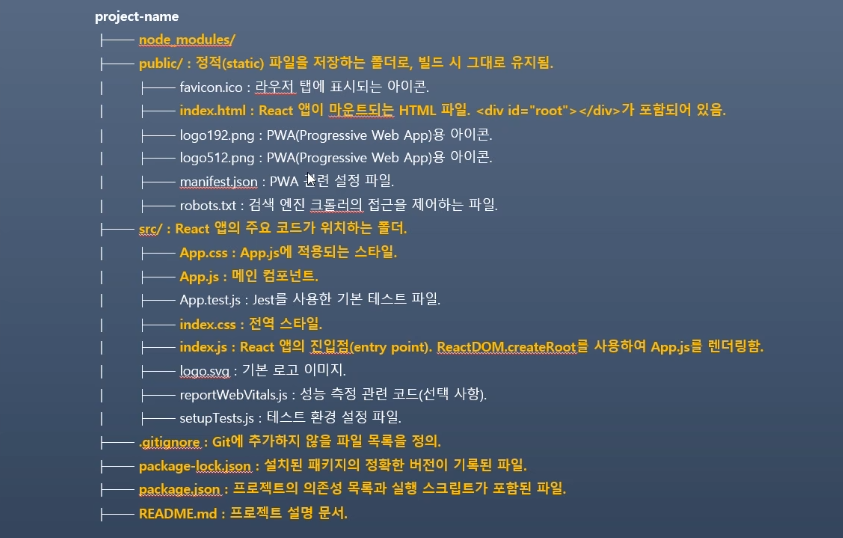 project-name
├── node_modules/
├── public/ : 정적(static) 파일을 저장하는 폴더로, 빌드 시 그대로 유지됨.
│ ├── favicon.ico : 라우저 탭에 표시되는 아이콘.
│ ├── index.html : React 앱이 마운트되는 HTML 파일. <div id="root"></div>가 포함되어 있음.
│ ├── logo192.png : PWA(Progressive Web App)용 아이콘.
│ ├── logo512.png : PWA(Progressive Web App)용 아이콘.
│ ├── manifest.json : PWA 관련 설정 파일.
│ ├── robots.txt : 검색 엔진 크롤러의 접근을 제어하는 파일.
├── src/ : React 앱의 주요 코드가 위치하는 폴더.
│ ├── App.css : App.js에 적용되는 스타일.
│ ├── App.js : 메인 컴포넌트.
│ ├── App.test.js : Jest를 사용한 기본 테스트 파일.
│ ├── index.css : 전역 스타일.
│ ├── index.js : React 앱의 진입점(entry point). ReactDOM.createRoot를 사용하여 App.js를 렌더링함.
│ ├── logo.svg : 기본 로고 이미지.
│ ├── reportWebVitals.js : 성능 측정 관련 코드(선택 사항).
│ ├── setupTests.js : 테스트 환경 설정 파일.
├── .gitignore : Git에 추가하지 않을 파일 목록을 정의.
├── package-lock.json : 설치된 패키지의 정확한 버전이 기록된 파일.
├── package.json : 프로젝트의 의존성 목록과 실행 스크립트가 포함된 파일.
├── README.md : 프로젝트 설명 문서.